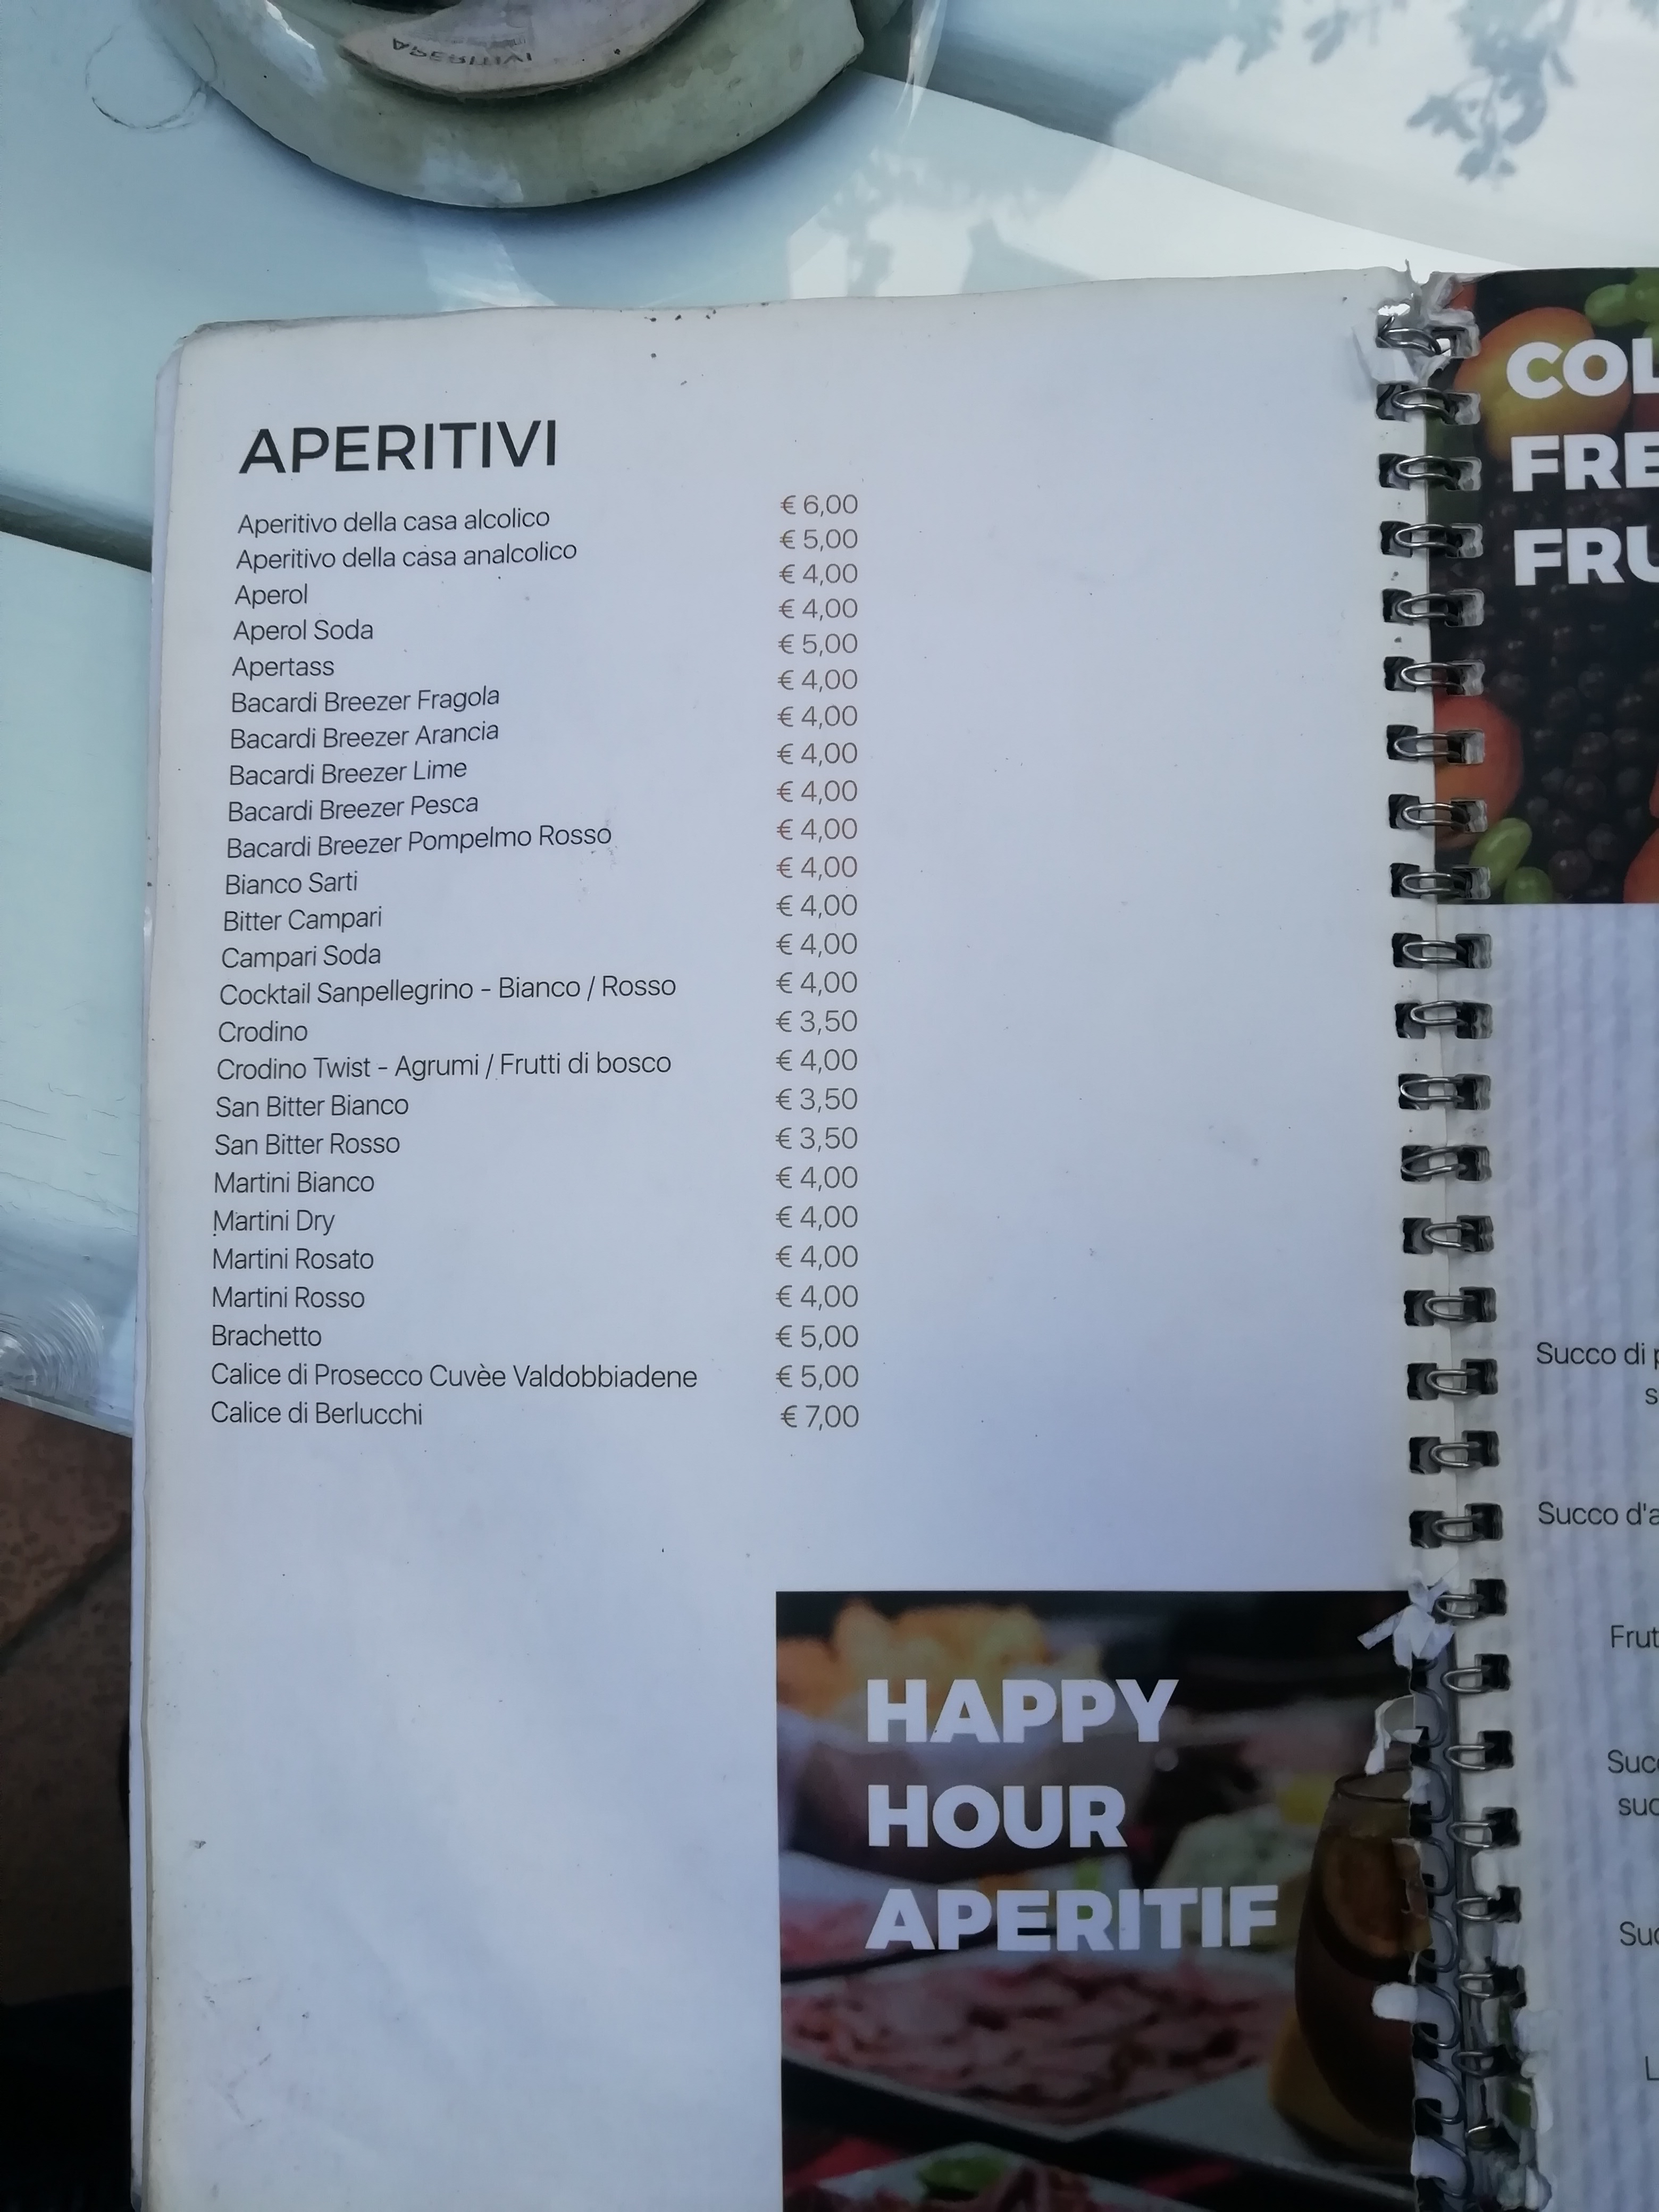 APERITIVI
APERITIVI
Aperitivo della casa alcolico € 6,00
Aperitivo della casa analcolico € 5,00
Aperol € 4,00
Aperol Soda € 4,00
Apertass € 5,00
Bacardi Breezer Fragola € 4,00
Bacardi Breezer Arancia € 4,00
Bacardi Breezer Lime € 4,00
Bacardi Breezer Pesca € 4,00
Bacardi Breezer Pompelmo Rosso € 4,00
Bianco Sarti € 4,00
Bitter Campari € 4,00
Campari Soda € 4,00
Cocktail Sanpellegrino - Bianco / Rosso € 4,00
Crodino € 3,50
Crodino Twist - Agrumi / Frutti di bosco € 4,00
San Bitter Bianco € 3,50
San Bitter Rosso € 3,50
Martini Bianco € 4,00
Martini Dry € 4,00
Martini Rosato € 4,00
Martini Rosso € 4,00
Brachetto € 5,00
Calice di Prosecco Cuvèe Valdobbiadene € 5,00
Calice di Berlucchi € 7,00
HAPPY
HOUR
APERITIF
Succo di
Succo